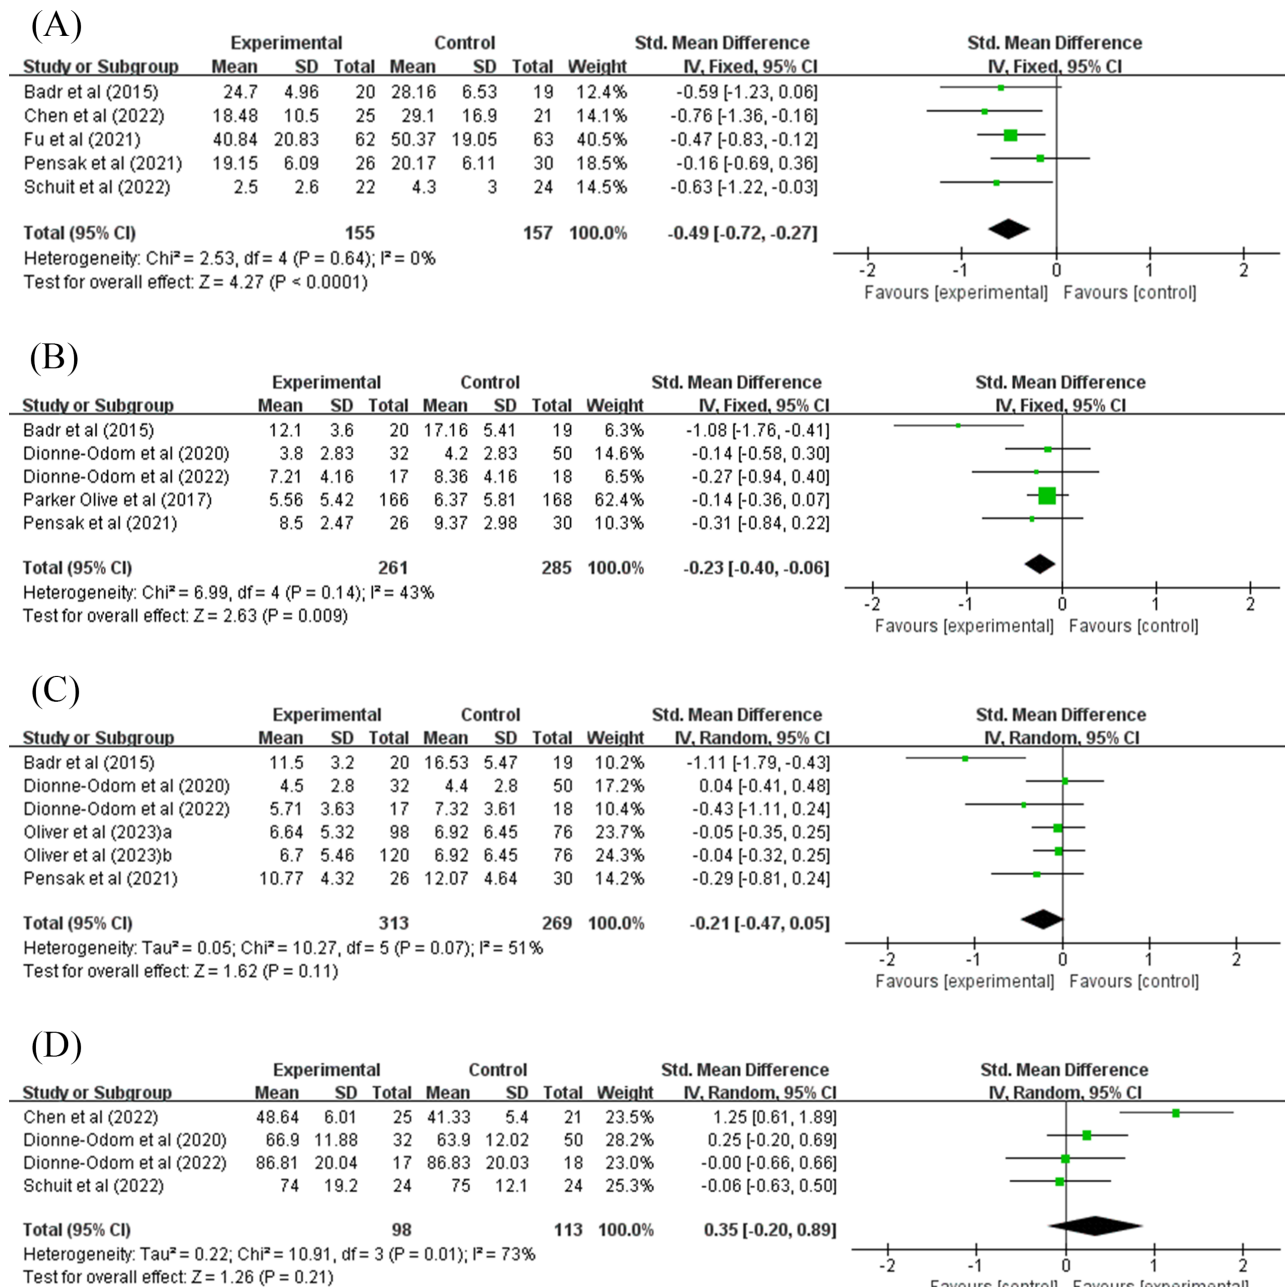 (A)
Experimental Control Std. Mean Difference Std. Mean Difference
Study or Subgroup Mean SD Total Mean SD Total Weight IV, Fixed, 95% CI IV, Fixed, 95% CI
Badr et al (2015) 24.7 4.96 20 28.16 6.53 19 12.4% -0.59 [-1.23, 0.06]
Chen et al (2022) 18.48 10.5 25 29.1 16.9 21 14.1% -0.76 [-1.36, -0.16]
Fu et al (2021) 40.84 20.83 62 50.37 19.05 63 40.5% -0.47 [-0.83, -0.12]
Pensak et al (2021) 19.15 6.09 26 20.17 6.11 30 18.5% -0.16 [-0.69, 0.36]
Schuit et al (2022) 2.5 2.6 22 4.3 3 24 14.5% -0.63 [-1.22, -0.03]
Total (95% CI) 155 157 100.0% -0.49 [-0.72, -0.27]
Heterogeneity: Chi² = 2.53, df = 4 (P = 0.64); I² = 0%
Test for overall effect: Z = 4.27 (P < 0.0001)
-2 -1 0 1 2
Favours [experimental] Favours [control]
(B)
Experimental Control Std. Mean Difference Std. Mean Difference
Study or Subgroup Mean SD Total Mean SD Total Weight IV, Fixed, 95% CI IV, Fixed, 95% CI
Badr et al (2015) 12.1 3.6 20 17.16 5.41 19 6.3% -1.08 [-1.76, -0.41]
Dionne-Odom et al (2020) 3.8 2.83 32 4.2 2.83 50 14.6% -0.14 [-0.58, 0.30]
Dionne-Odom et al (2022) 7.21 4.16 17 8.36 4.16 18 6.5% -0.27 [-0.94, 0.40]
Parker Olive et al (2017) 5.56 5.42 166 6.37 5.81 168 62.4% -0.14 [-0.36, 0.07]
Pensak et al (2021) 8.5 2.47 26 9.37 2.98 30 10.3% -0.31 [-0.84, 0.22]
Total (95% CI) 261 285 100.0% -0.23 [-0.40, -0.06]
Heterogeneity: Chi² = 6.99, df = 4 (P = 0.14); I² = 43%
Test for overall effect: Z = 2.63 (P = 0.009)
-2 -1 0 1 2
Favours [experimental] Favours [control]
(C)
Experimental Control Std. Mean Difference Std. Mean Difference
Study or Subgroup Mean SD Total Mean SD Total Weight IV, Random, 95% CI IV, Random, 95% CI
Badr et al (2015) 11.5 3.2 20 16.53 5.47 19 10.2% -1.11 [-1.79, -0.43]
Dionne-Odom et al (2020) 4.5 2.8 32 4.4 2.8 50 17.2% 0.04 [-0.41, 0.48]
Dionne-Odom et al (2022) 5.71 3.63 17 7.32 3.61 18 10.4% -0.43 [-1.11, 0.24]
Oliver et al (2023)a 6.64 5.32 98 6.92 6.45 76 23.7% -0.05 [-0.35, 0.25]
Oliver et al (2023)b 6.7 5.46 120 6.92 6.45 76 24.3% -0.04 [-0.32, 0.25]
Pensak et al (2021) 10.77 4.32 26 12.07 4.64 30 14.2% -0.29 [-0.81, 0.24]
Total (95% CI) 313 269 100.0% -0.21 [-0.47, 0.05]
Heterogeneity: Tau² = 0.05; Chi² = 10.27, df = 5 (P = 0.07); I² = 51%
Test for overall effect: Z = 1.62 (P = 0.11)
-2 -1 0 1 2
Favours [experimental] Favours [control]
(D)
Experimental Control Std. Mean Difference Std. Mean Difference
Study or Subgroup Mean SD Total Mean SD Total Weight IV, Random, 95% CI IV, Random, 95% CI
Chen et al (2022) 48.64 6.01 25 41.33 5.4 21 23.5% 1.25 [0.61, 1.89]
Dionne-Odom et al (2020) 66.9 11.88 32 63.9 12.02 50 28.2% 0.25 [-0.20, 0.69]
Dionne-Odom et al (2022) 86.81 20.04 17 86.83 20.03 18 23.0% -0.00 [-0.66, 0.66]
Schuit et al (2022) 74 19.2 24 75 12.1 24 25.3% -0.06 [-0.63, 0.50]
Total (95% CI) 98 113 100.0% 0.35 [-0.20, 0.89]
Heterogeneity: Tau² = 0.22; Chi² = 10.91, df = 3 (P = 0.01); I² = 73%
Test for overall effect: Z = 1.26 (P = 0.21)
-2 -1 0 1 2
Favours [control] Favours [experimental]